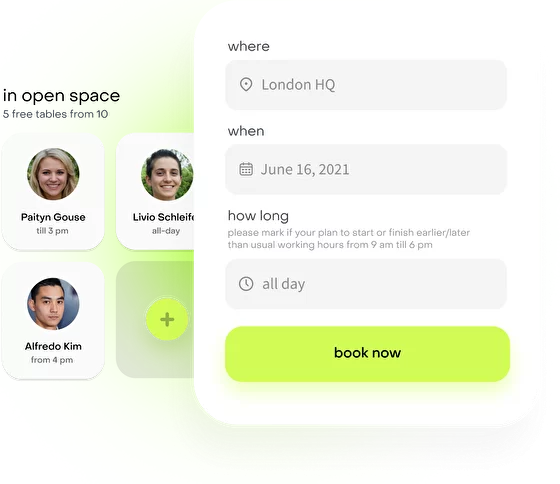 in open space
5 free tables from 10
Paityn Gouse
till 3 pm
all-day
Alfredo Kim
from 4 pm
where
London HQ
when
June 16, 2021
how long
please mark if your plan to start or finish earlier/later
than usual working hours from 9 am till 6 pm
all day
book now